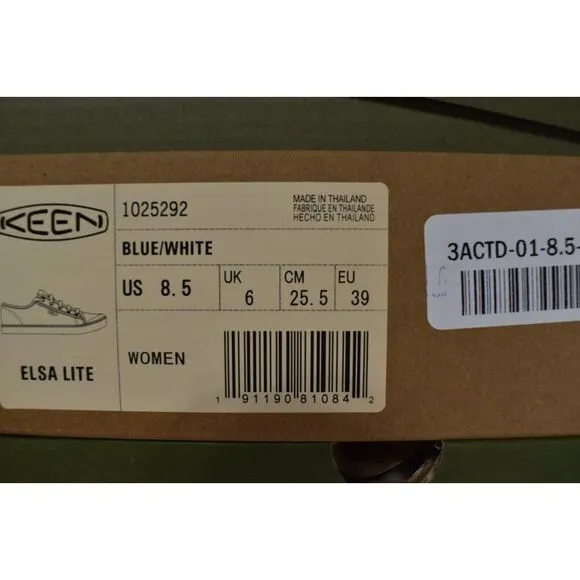 KEEN
1025292
MADE IN THAILAND
FABRIQUE EN THAILANDE
HECHO EN THAILAND
BLUE/WHITE
US 8.5
UK 6
CM 25.5
EU 39
ELSA LITE
WOMEN
1 91190 81084 2
3ACTD-01-8.5-